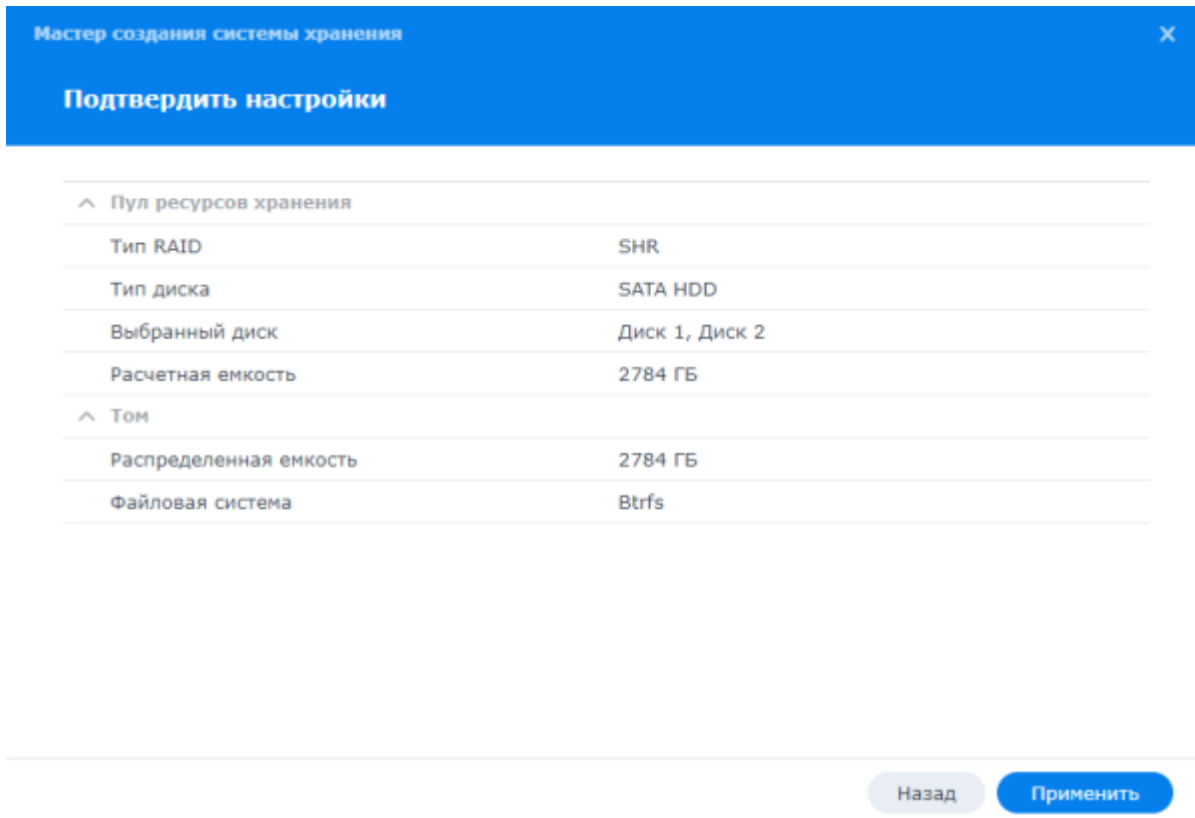 Мастер создания системы хранения
Подтвердить настройки
Пул ресурсов хранения
Тип RAID SHR
Тип диска SATA HDD
Выбранный диск Диск 1, Диск 2
Расчетная емкость 2784 ГБ
Том
Распределенная емкость 2784 ГБ
Файловая система Btrfs
Назад Применить